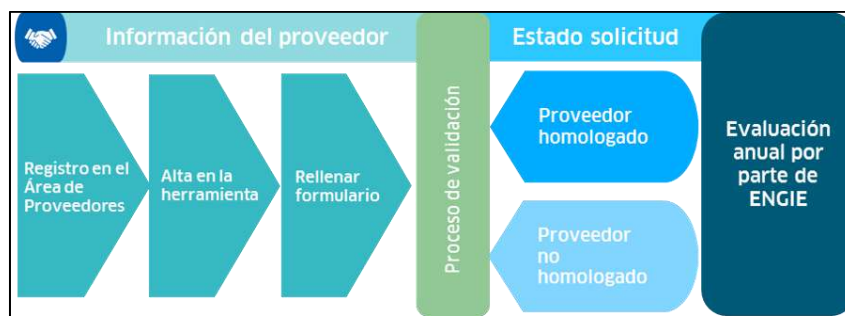 Información del proveedor
Estado solicitud
Registro en el
Área de
Proveedores
Alta en la
herramienta
Rellenar
formulario
Proceso de validación
Proveedor
homologado
Proveedor
no
homologado
Evaluación
anual por
parte de
ENGIE